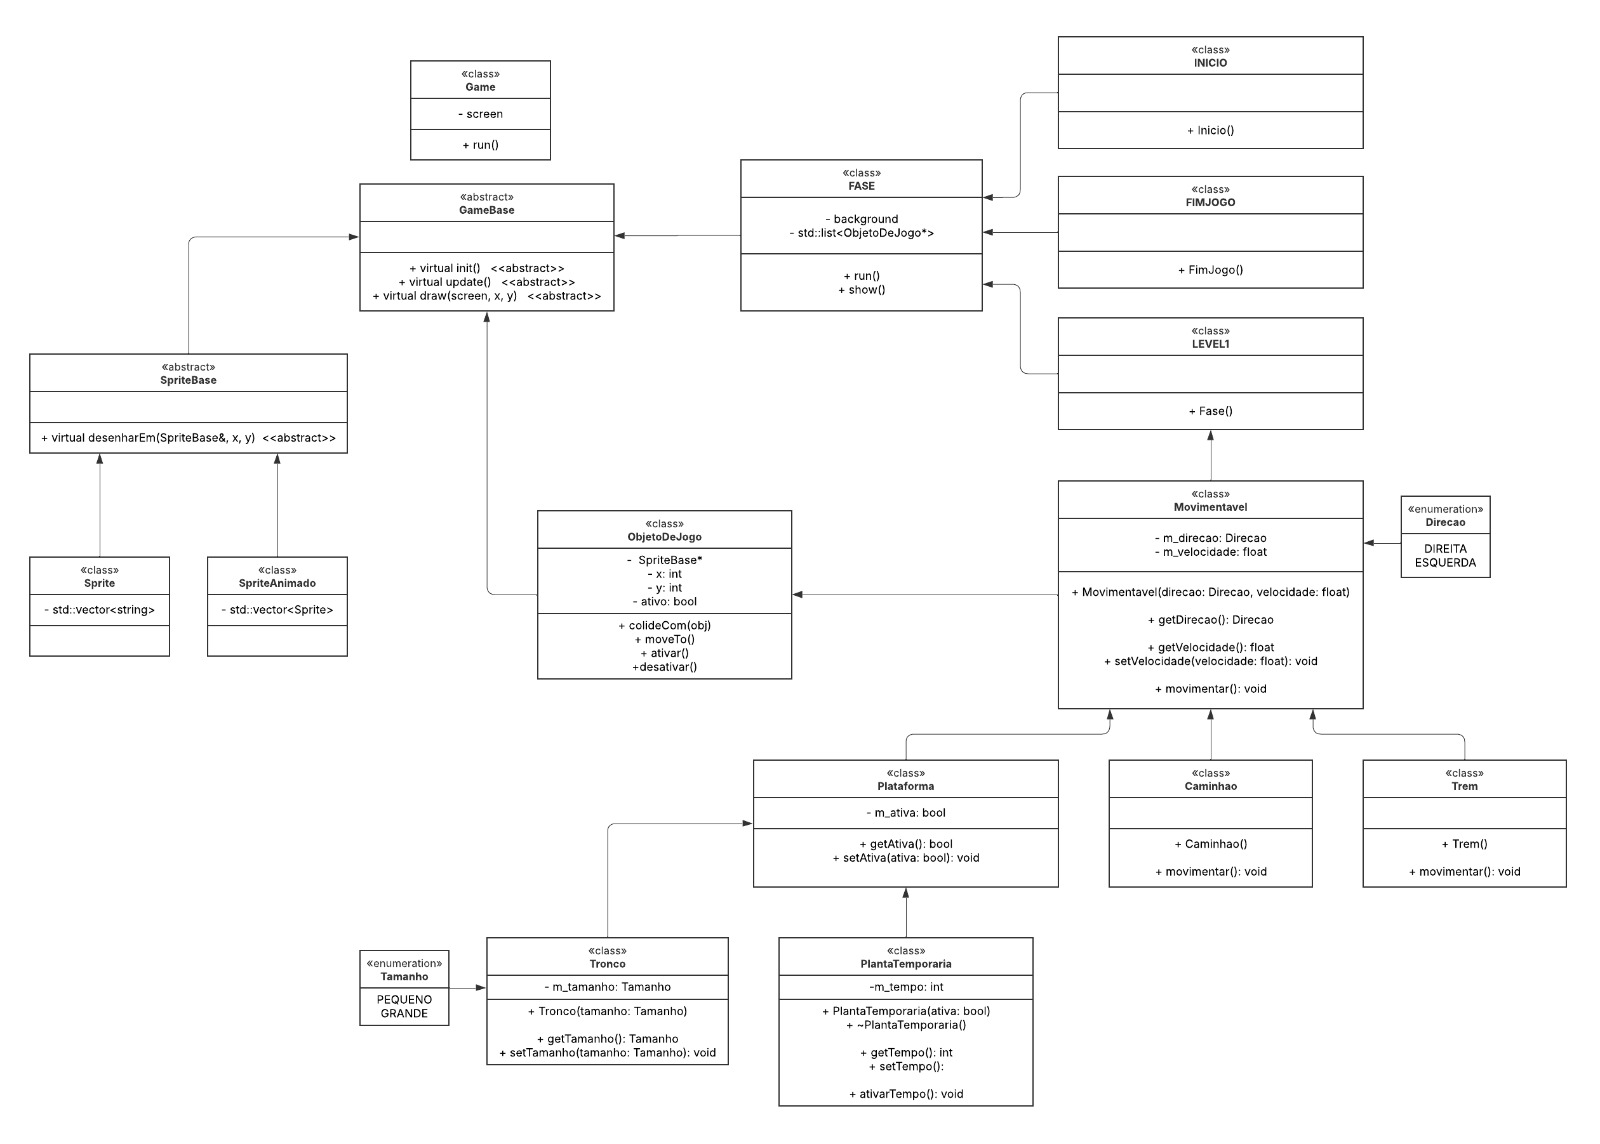 «class»
Game
- screen
+ run()
«abstract»
GameBase
+ virtual init()   <<abstract>>
+ virtual update()   <<abstract>>
+ virtual draw(screen, x, y)   <<abstract>>
«class»
FASE
- background
- std::list<ObjetoDeJogo*>
+ run()
+ show()
«class»
INICIO
+ Inicio()
«class»
FIMJOGO
+ FimJogo()
«class»
LEVEL1
+ Fase()
«abstract»
SpriteBase
+ virtual desenharEm(SpriteBase&, x, y)  <<abstract>>
«class»
Sprite
- std::vector<string>
«class»
SpriteAnimado
- std::vector<Sprite>
«class»
ObjetoDeJogo
-  SpriteBase*
- x: int
- y: int
- ativo: bool
+ colideCom(obj)
+ moveTo()
+ ativar()
+desativar()
«class»
Movimentavel
- m_direcao: Direcao
- m_velocidade: float
+ Movimentavel(direcao: Direcao, velocidade: float)
+ getDirecao(): Direcao
+ getVelocidade(): float
+ setVelocidade(velocidade: float): void
+ movimentar(): void
«enumeration»
Direcao
DIREITA
ESQUERDA
«class»
Plataforma
- m_ativa: bool
+ getAtiva(): bool
+ setAtiva(ativa: bool): void
«class»
Caminhao
+ Caminhao()
+ movimentar(): void
«class»
Trem
+ Trem()
+ movimentar(): void
«enumeration»
Tamanho
PEQUENO
GRANDE
«class»
Tronco
- m_tamanho: Tamanho
+ Tronco(tamanho: Tamanho)
+ getTamanho(): Tamanho
+ setTamanho(tamanho: Tamanho): void
«class»
PlantaTemporaria
-m_tempo: int
+ PlantaTemporaria(ativa: bool)
+ ~PlantaTemporaria()
+ getTempo(): int
+ setTempo():
+ ativarTempo(): void